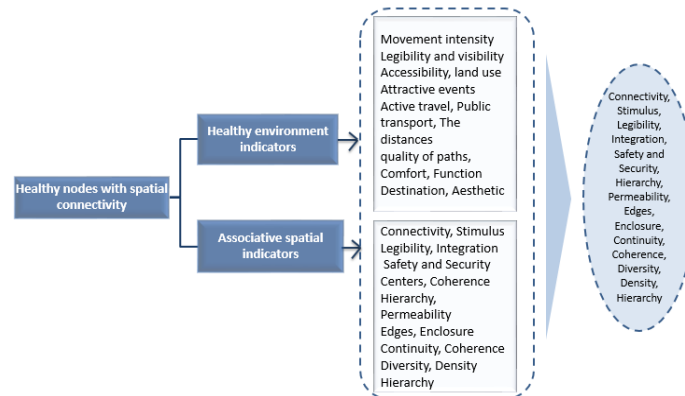 Healthy nodes with spatial
connectivity
Healthy environment
indicators
Associative spatial
indicators
Movement intensity
Legibility and visibility
Accessibility, land use
Attractive events
Active travel, Public
transport, The
distances
quality of paths,
Comfort, Function
Destination, Aesthetic
Connectivity, Stimulus
Legibility, Integration
Safety and Security
Centers, Coherence
Hierarchy,
Permeability
Edges, Enclosure
Continuity, Coherence
Diversity, Density
Hierarchy
Connectivity,
Stimulus,
Legibility,
Integration,
Safety and
Security,
Hierarchy,
Permeability,
Edges,
Enclosure,
Continuity,
Coherence,
Diversity,
Density,
Hierarchy